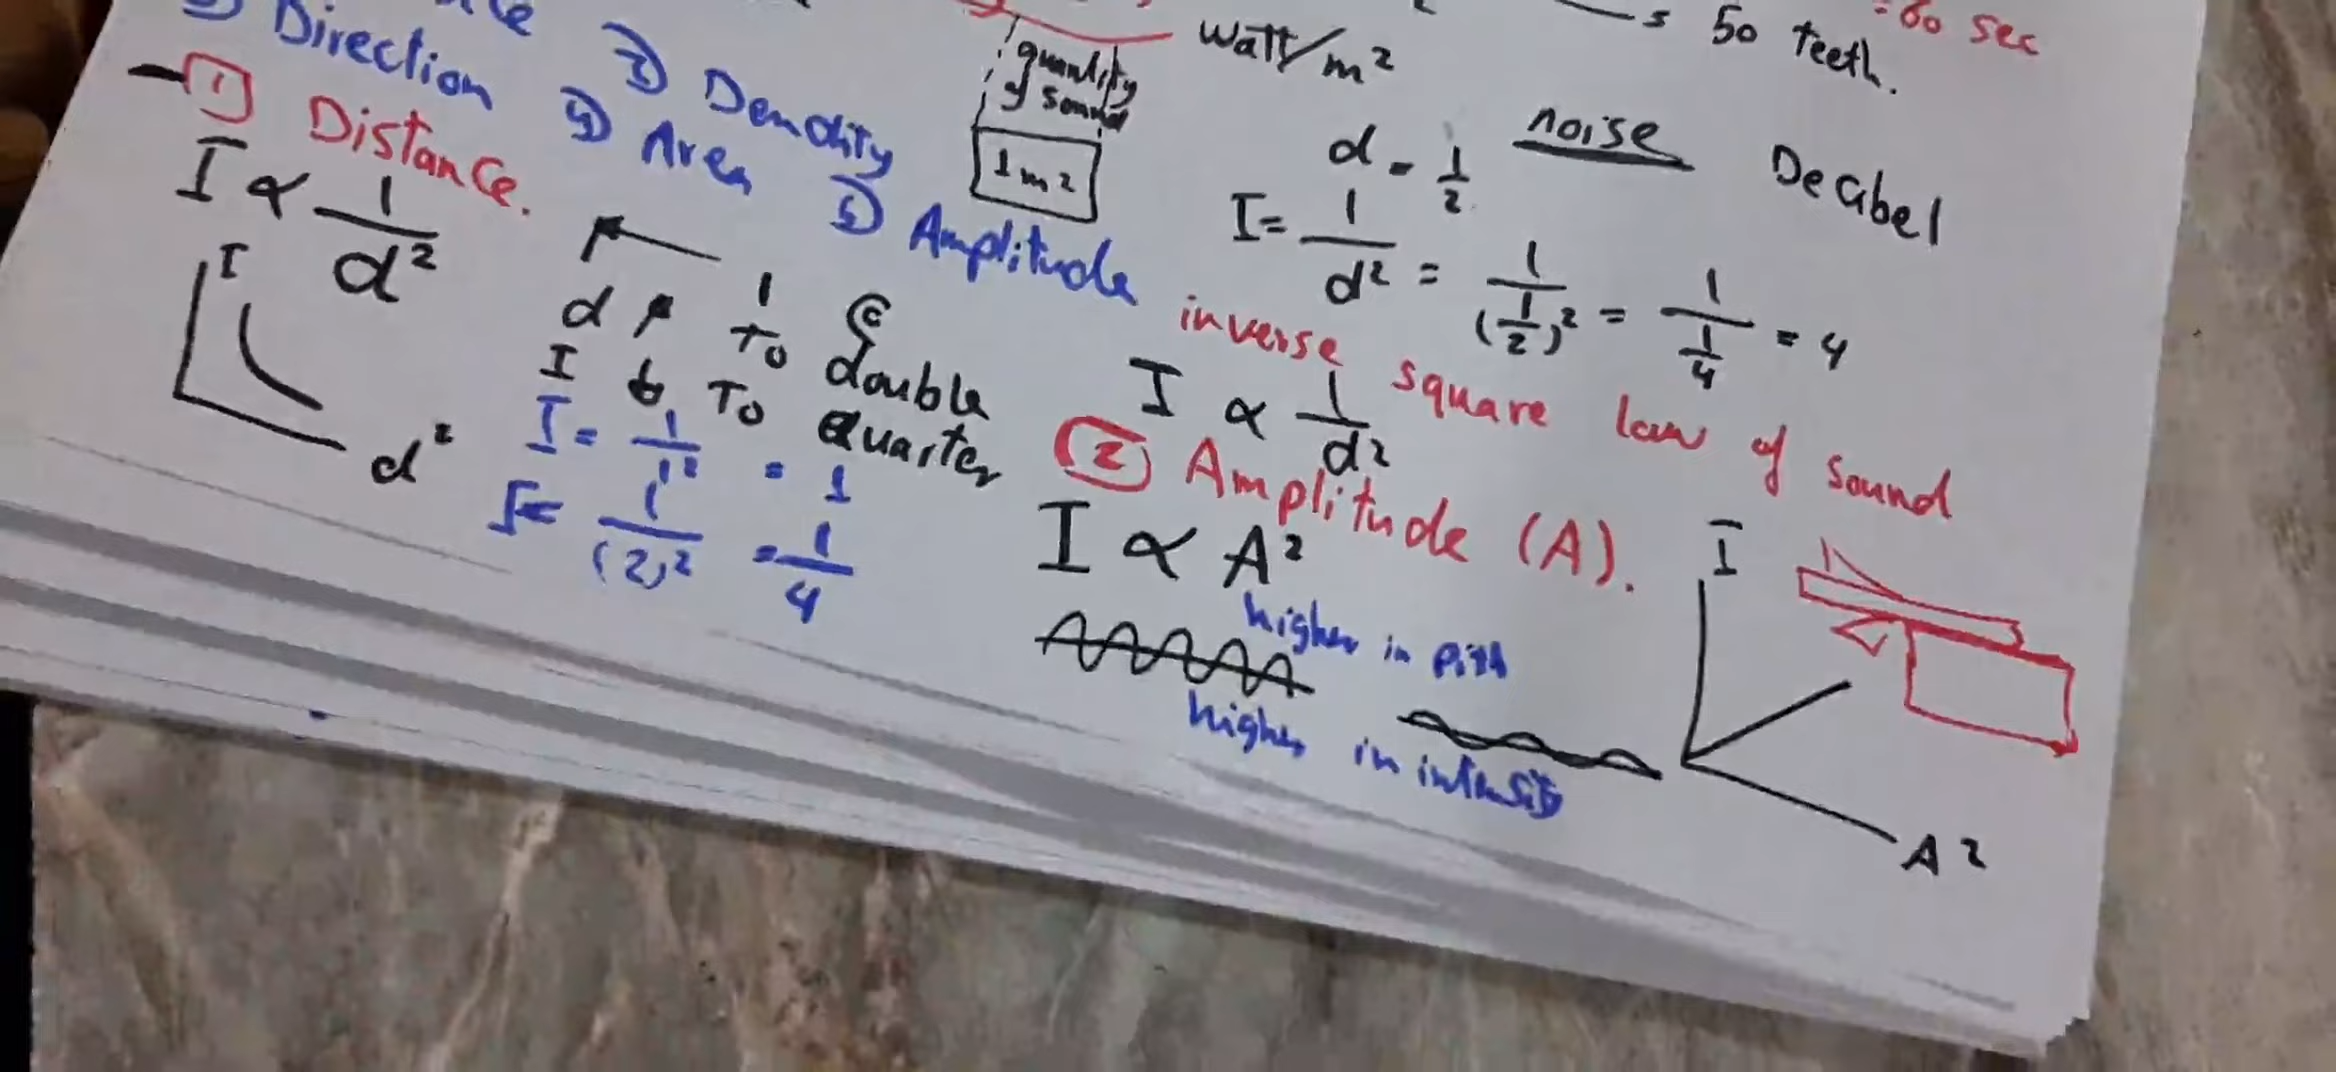 = 60 sec
50 teeth.
watt/m²
Direction
③ Density
④ Area
⑤ Amplitude
quantity
of sound
1 m²
1 Distance.
I ∝ 1/d²
I
d²
d
To double
I
To Quarter
I = 1/1² = 1
I = 1/(2)² = 1/4
noise
Decibel
d = 1/2
I = 1/d² = 1/(1/2)² = 1/(1/4) = 4
inverse square law of sound
I ∝ 1/d²
2 Amplitude (A).
I ∝ A²
higher in
higher in intensity
I
A²